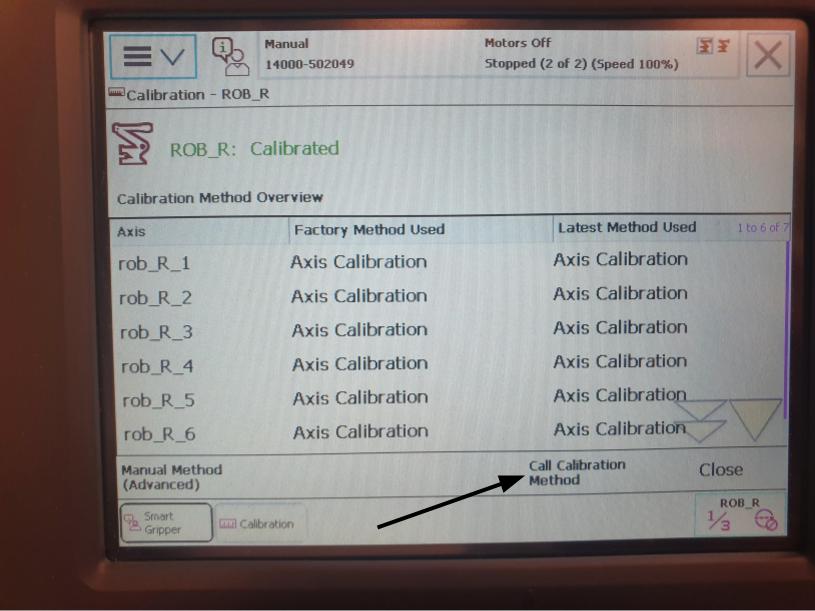 Manual
Motors Off
14000-502049
Stopped (2 of 2) (Speed 100%)
Calibration - ROB_R
ROB_R: Calibrated
Calibration Method Overview
Axis Factory Method Used Latest Method Used 1 to 6 of 7
rob_R_1 Axis Calibration Axis Calibration
rob_R_2 Axis Calibration Axis Calibration
rob_R_3 Axis Calibration Axis Calibration
rob_R_4 Axis Calibration Axis Calibration
rob_R_5 Axis Calibration Axis Calibration
rob_R_6 Axis Calibration Axis Calibration
Manual Method
(Advanced)
Call Calibration
Method
Close
Smart
Gripper
Calibration
ROB_R
1/3